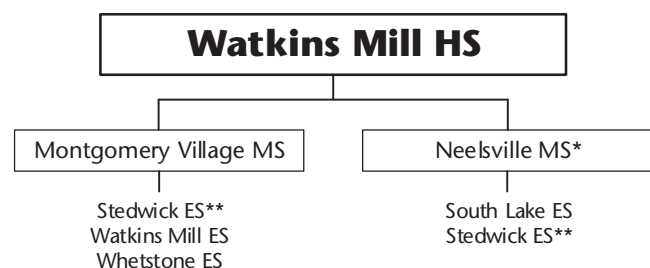 Watkins Mill HS
Montgomery Village MS
Neelsville MS*
Stedwick ES**
Watkins Mill ES
Whetstone ES
South Lake ES
Stedwick ES**